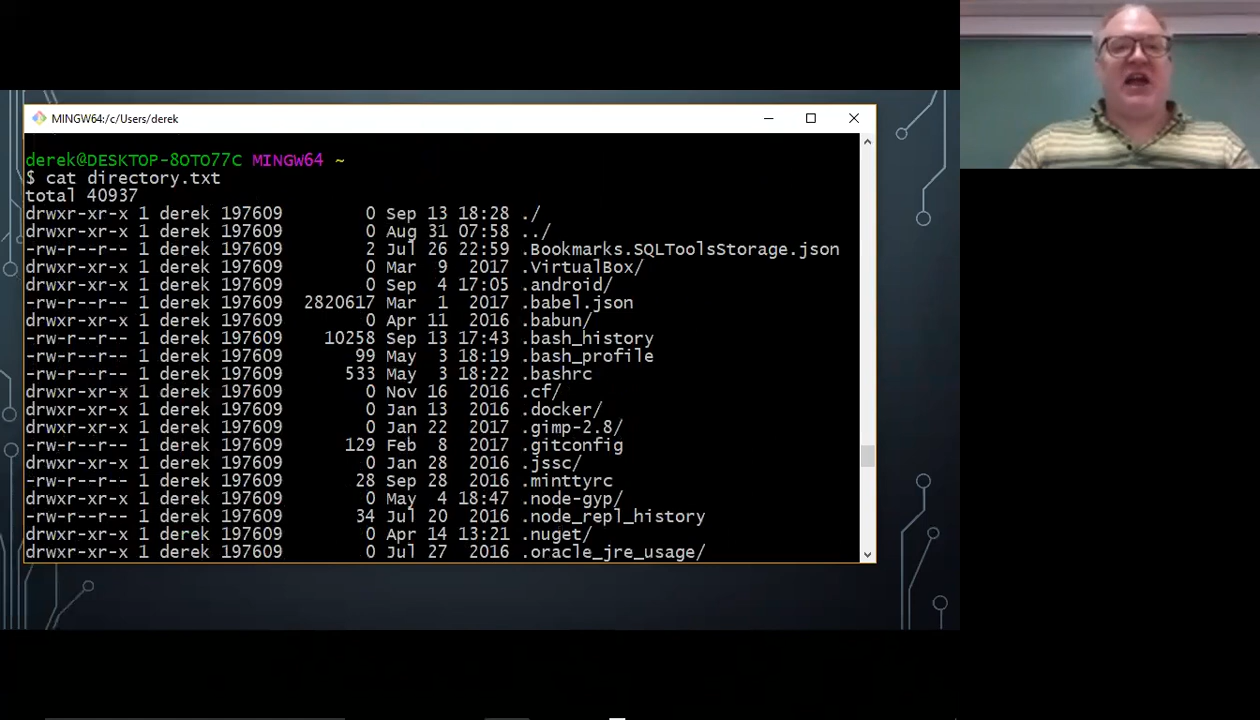 MINGW64:/c/Users/derek
derek@DESKTOP-8OTO77C MINGW64 ~
$ cat directory.txt
total 40937
drwxr-xr-x 1 derek 197609 0 Sep 13 18:28 ./
drwxr-xr-x 1 derek 197609 0 Aug 31 07:58 ../
-rw-r--r-- 1 derek 197609 2 Jul 26 22:59 .Bookmarks.SQLToolsStorage.json
drwxr-xr-x 1 derek 197609 0 Mar 9 2017 .VirtualBox/
drwxr-xr-x 1 derek 197609 0 Sep 4 17:05 .android/
-rw-r--r-- 1 derek 197609 2820617 Mar 1 2017 .babel.json
drwxr-xr-x 1 derek 197609 0 Apr 11 2016 .babun/
-rw-r--r-- 1 derek 197609 10258 Sep 13 17:43 .bash_history
-rw-r--r-- 1 derek 197609 99 May 3 18:19 .bash_profile
-rw-r--r-- 1 derek 197609 533 May 3 18:22 .bashrc
drwxr-xr-x 1 derek 197609 0 Nov 16 2016 .cf/
drwxr-xr-x 1 derek 197609 0 Jan 13 2016 .docker/
drwxr-xr-x 1 derek 197609 0 Jan 22 2017 .gimp-2.8/
-rw-r--r-- 1 derek 197609 129 Feb 8 2017 .gitconfig
drwxr-xr-x 1 derek 197609 0 Jan 28 2016 .jssc/
-rw-r--r-- 1 derek 197609 28 Sep 28 2016 .minttyrc
drwxr-xr-x 1 derek 197609 0 May 4 18:47 .node-gyp/
-rw-r--r-- 1 derek 197609 34 Jul 20 2016 .node_repl_history
drwxr-xr-x 1 derek 197609 0 Apr 14 13:21 .nuget/
drwxr-xr-x 1 derek 197609 0 Jul 27 2016 .oracle_jre_usage/